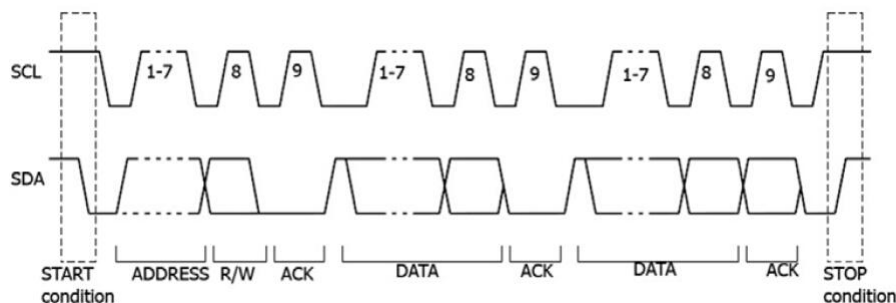 SCL
1-7 8 9 1-7 8 9 1-7 8 9
SDA
START
condition
ADDRESS R/W ACK DATA ACK DATA ACK
STOP
condition